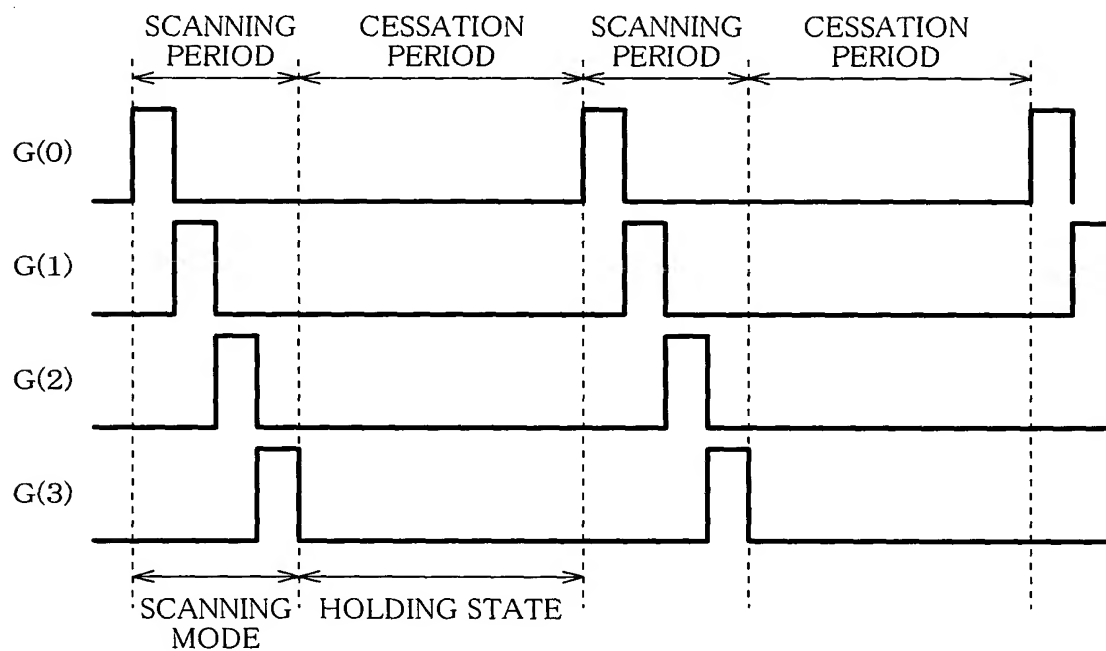 SCANNING PERIOD
CESSATION PERIOD
SCANNING PERIOD
CESSATION PERIOD
G(0)
G(1)
G(2)
G(3)
SCANNING MODE
HOLDING STATE